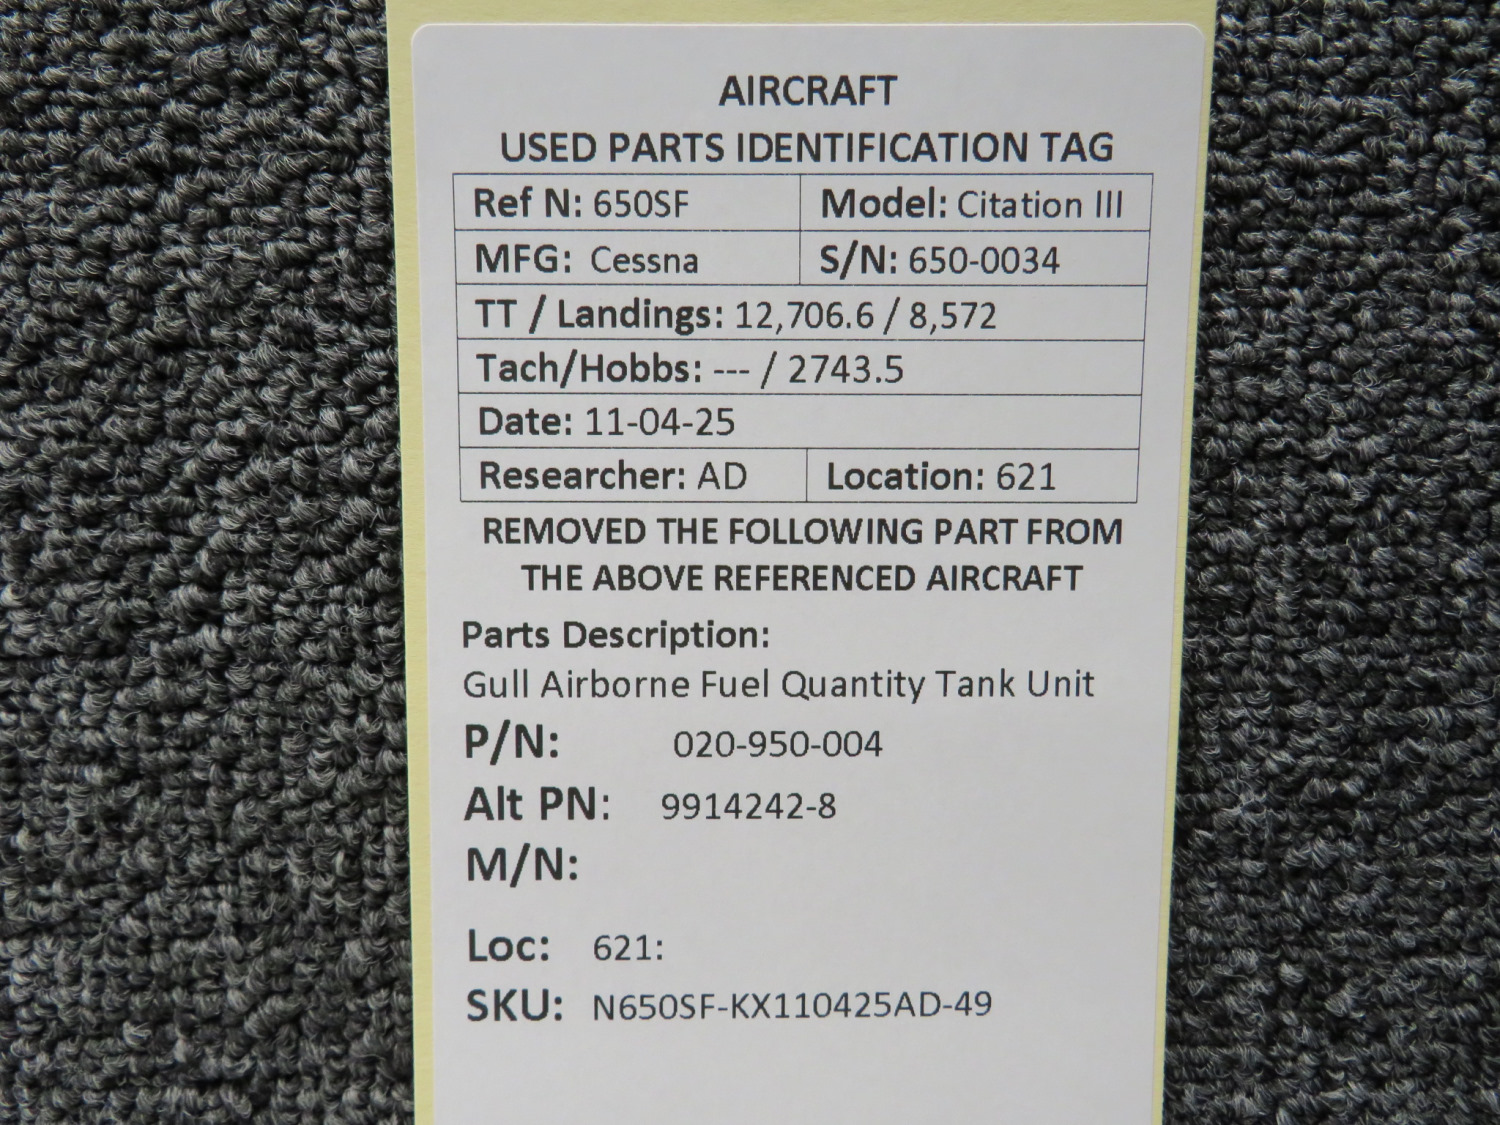 AIRCRAFT
USED PARTS IDENTIFICATION TAG
Ref N: 650SF Model: Citation III
MFG: Cessna S/N: 650-0034
TT / Landings: 12,706.6 / 8,572
Tach/Hobbs: --- / 2743.5
Date: 11-04-25
Researcher: AD Location: 621
REMOVED THE FOLLOWING PART FROM
THE ABOVE REFERENCED AIRCRAFT
Parts Description:
Gull Airborne Fuel Quantity Tank Unit
P/N: 020-950-004
Alt PN: 9914242-8
M/N:
Loc: 621:
SKU: N650SF-KX110425AD-49